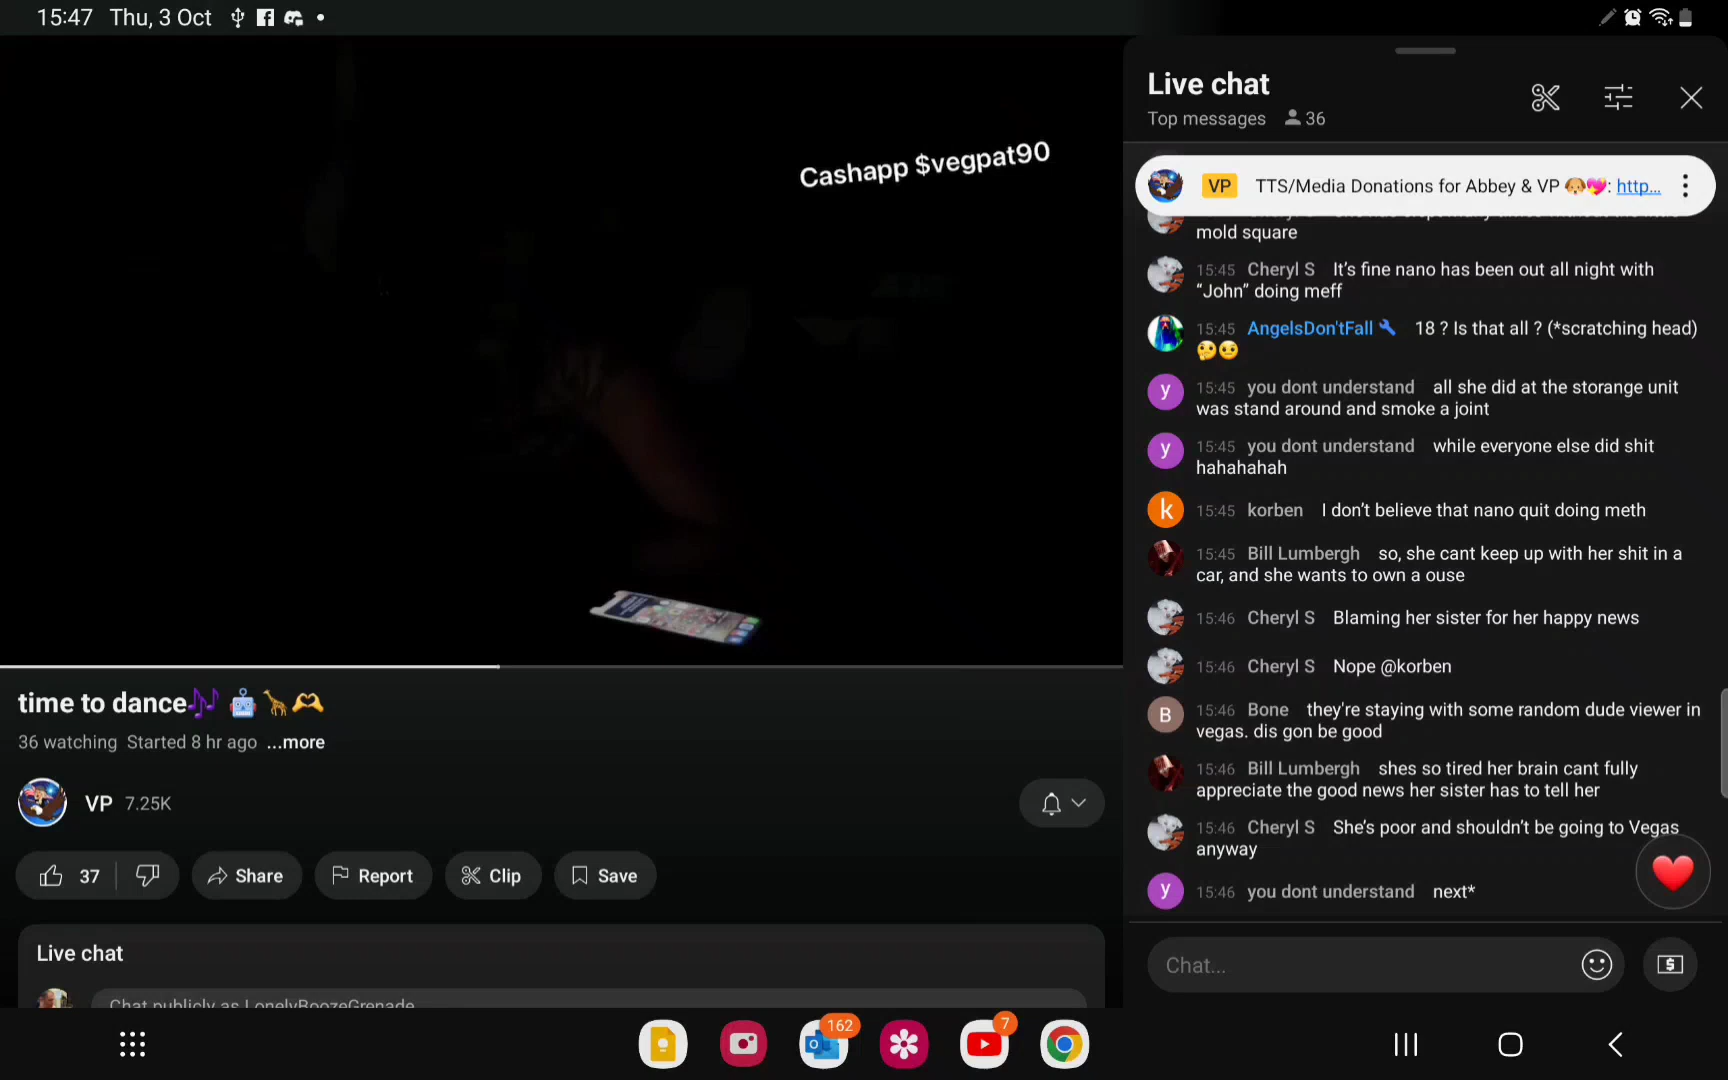 15:47 Thu, 3 Oct
Cashapp $vegpat90
time to dance🎶 🤖🦒🫶
36 watching Started 8 hr ago ...more
VP 7.25K
37 Share Report Clip Save
Live chat
Chat publicly as LonelyBoozeGrenade
Live chat
Top messages 36
VP TTS/Media Donations for Abbey & VP 🐶💝: http...
mold square
15:45 Cheryl S It’s fine nano has been out all night with
“John” doing meff
15:45 AngelsDon'tFall 🔧 18 ? Is that all ? (*scratching head)
🤔😐
15:45 you dont understand all she did at the storange unit
was stand around and smoke a joint
15:45 you dont understand while everyone else did shit
hahahahah
15:45 korben I don’t believe that nano quit doing meth
15:45 Bill Lumbergh so, she cant keep up with her shit in a
car, and she wants to own a ouse
15:46 Cheryl S Blaming her sister for her happy news
15:46 Cheryl S Nope @korben
15:46 Bone they're staying with some random dude viewer in
vegas. dis gon be good
15:46 Bill Lumbergh shes so tired her brain cant fully
appreciate the good news her sister has to tell her
15:46 Cheryl S She’s poor and shouldn’t be going to Vegas
anyway
15:46 you dont understand next*
Chat...
162
7